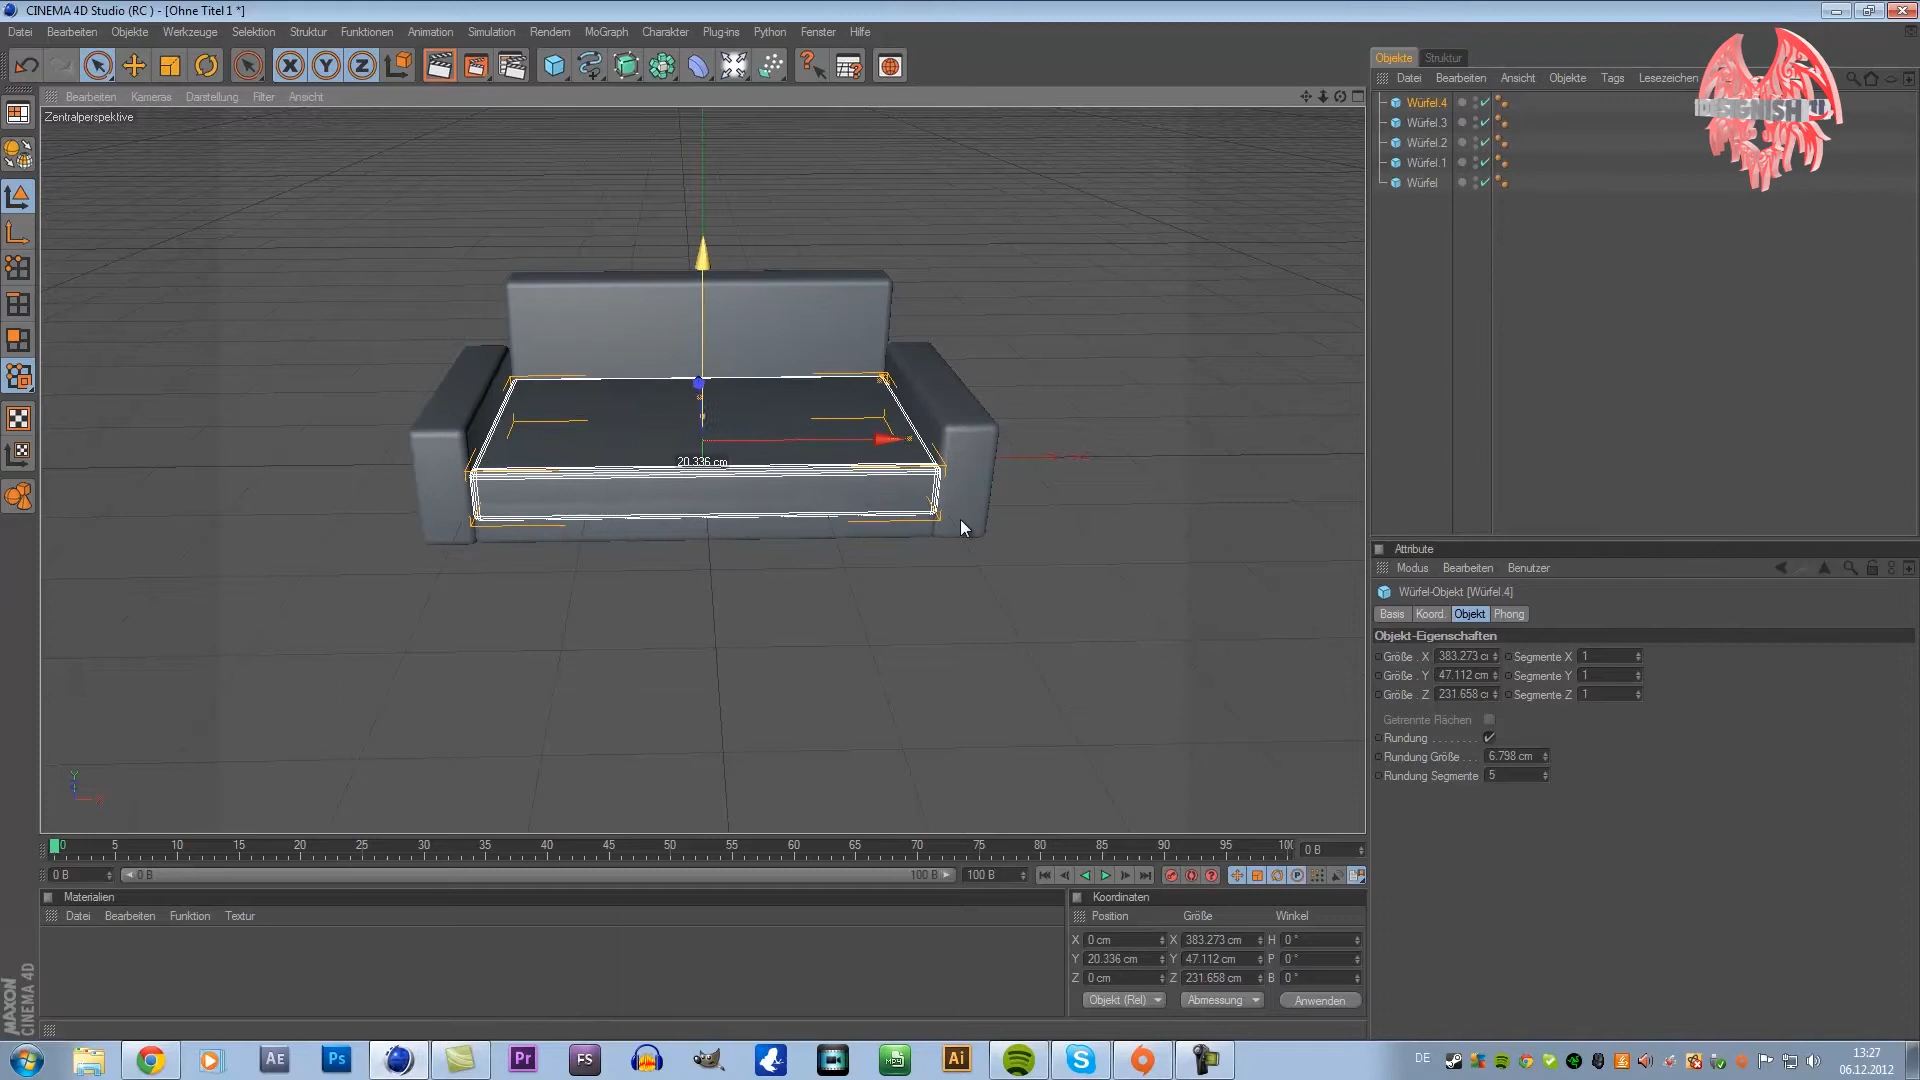 CINEMA 4D Studio (RC ) - [Ohne Titel 1 *]
Datei Bearbeiten Objekte Werkzeuge Selektion Struktur Funktionen Animation Simulation Rendern MoGraph Charakter Plug-ins Python Fenster Hilfe
Bearbeiten Kameras Darstellung Filter Ansicht
Zentralperspektive
20.336 cm
Objekte Struktur
Datei Bearbeiten Ansicht Objekte Tags Lesezeichen
Würfel.4
Würfel.3
Würfel.2
Würfel.1
Würfel
Attribute
Modus Bearbeiten Benutzer
Würfel-Objekt [Würfel.4]
Basis Koord. Objekt Phong
Objekt-Eigenschaften
Größe . X 383.273 c Segmente X 1
Größe . Y 47.112 cm Segmente Y 1
Größe . Z 231.658 c Segmente Z 1
Getrennte Flächen
Rundung . . . . . . . .
Rundung Größe . . . 6.798 cm
Rundung Segmente 5
0 5 10 15 20 25 30 35 40 45 50 55 60 65 70 75 80 85 90 95 10 0 B
0 B 0 B 100 B 100 B
Materialien
Datei Bearbeiten Funktion Textur
Koordinaten
Position Größe Winkel
X 0 cm X 383.273 cm H 0 °
Y 20.336 cm Y 47.112 cm P 0 °
Z 0 cm Z 231.658 cm B 0 °
Objekt (Rel) Abmessung Anwenden
MAXON
CINEMA 4D
Ae Ps Pr FS MP4 Ai
DE
13:27
06.12.2012